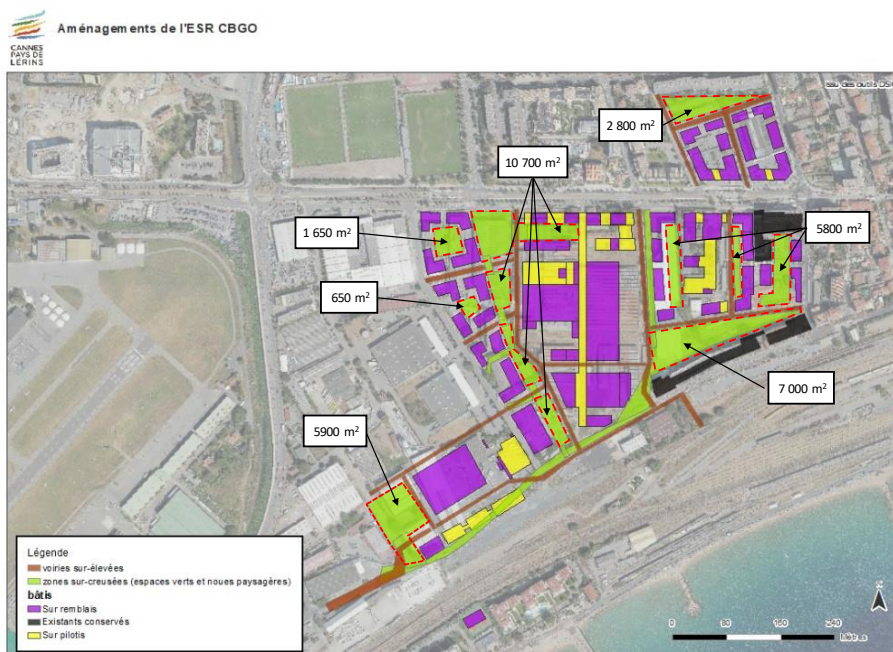 Aménagements de l'ESR CBGO
CANNES
PAYS DE
LÉRINS
2 800 m²
10 700 m²
1 650 m²
5800 m²
650 m²
7 000 m²
5900 m²
Légende
voiries sur-élevées
zones sur-creusées (espaces verts et noues paysagères)
bâtis
Sur remblais
Existants conservés
Sur pilotis
0 80 160 240
Mètres